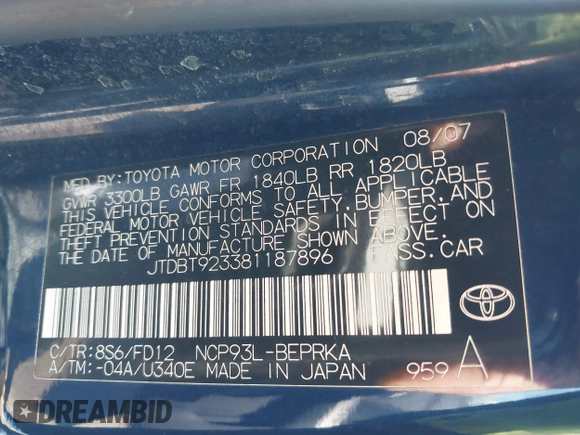 MFD.BY:TOYOTA MOTOR CORPORATION 08/07
GVWR 3300LB GAWR FR 1840LB RR 1820LB
THIS VEHICLE CONFORMS TO ALL APPLICABLE
FEDERAL MOTOR VEHICLE SAFETY,BUMPER,AND
THEFT PREVENTION STANDARDS IN EFFECT ON
THE DATE OF MANUFACTURE SHOWN ABOVE.
JTDBT923381187896 PASS.CAR
C/TR:8S6/FD12 NCP93L-BEPRKA
A/TM:-04A/U340E MADE IN JAPAN 959 A
DREAMBID